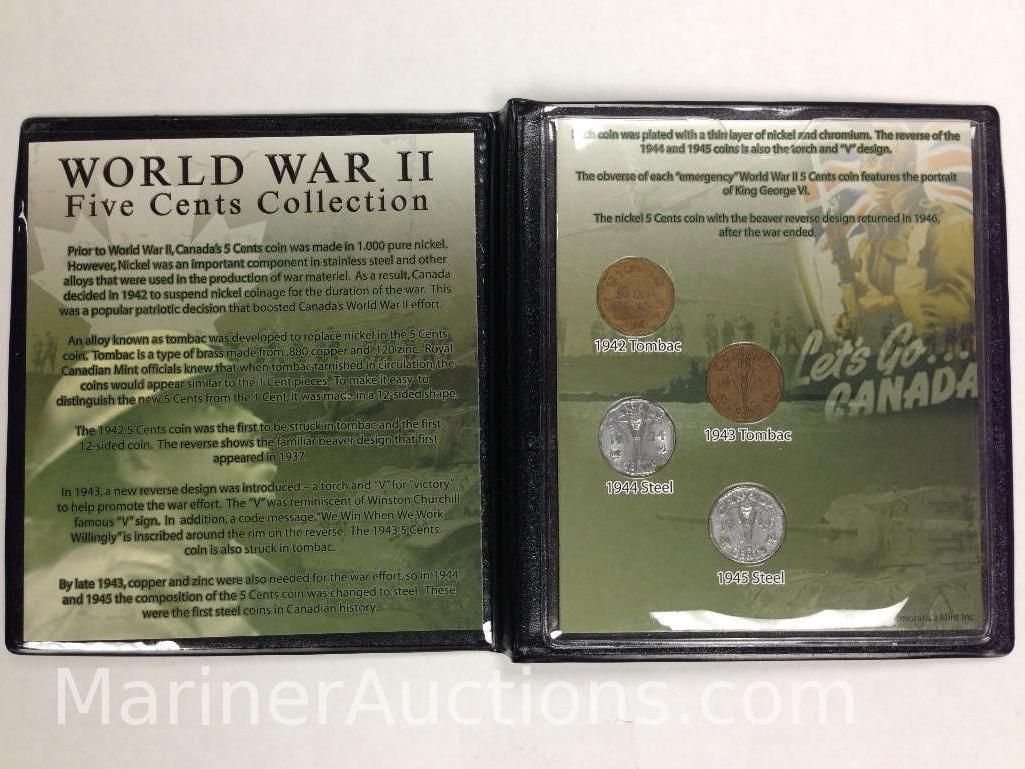 WORLD WAR II
Five Cents Collection
Prior to World War II, Canada's 5 Cents coin was made in 1.000 pure nickel.
However, Nickel was an important component in stainless steel and other
alloys that were used in the production of war materiel. As a result, Canada
decided in 1942 to suspend nickel coinage for the duration of the war. This
was a popular patriotic decision that boosted Canada's World War II effort.
An alloy known as tombac was developed to replace nickel in the 5 Cents
coin. Tombac is a type of brass made from .880 copper and .120 zinc. Royal
Canadian Mint officials knew that when tombac tarnished in circulation, the
coins would appear similar to the 1 Cent pieces. To make it easy to
distinguish the new 5 Cents from the 1 Cent, it was made in a 12-sided shape.
The 1942 5 Cents coin was the first to be struck in tombac and the first
12-sided coin. The reverse shows the familiar beaver design that first
appeared in 1937.
In 1943, a new reverse design was introduced – a torch and "V" for "victory"
to help promote the war effort. The "V" was reminiscent of Winston Churchill
famous "V" sign. In addition, a code message "We Win When We Work
Willingly" is inscribed around the rim on the reverse. The 1943 5 Cents
coin is also struck in tombac.
By late 1943, copper and zinc were also needed for the war effort, so in 1944
and 1945 the composition of the 5 Cents coin was changed to steel. These
were the first steel coins in Canadian history.
Each coin was plated with a thin layer of nickel and chromium. The reverse of the
1944 and 1945 coins is also the torch and "V" design.
The obverse of each "emergency" World War II 5 Cents coin features the portrait
of King George VI.
The nickel 5 Cents coin with the beaver reverse design returned in 1946,
after the war ended.
1942 Tombac
Let's Go...
CANADA
1943 Tombac
1944 Steel
1945 Steel
Mint Inc.
MarinerAuctions.com